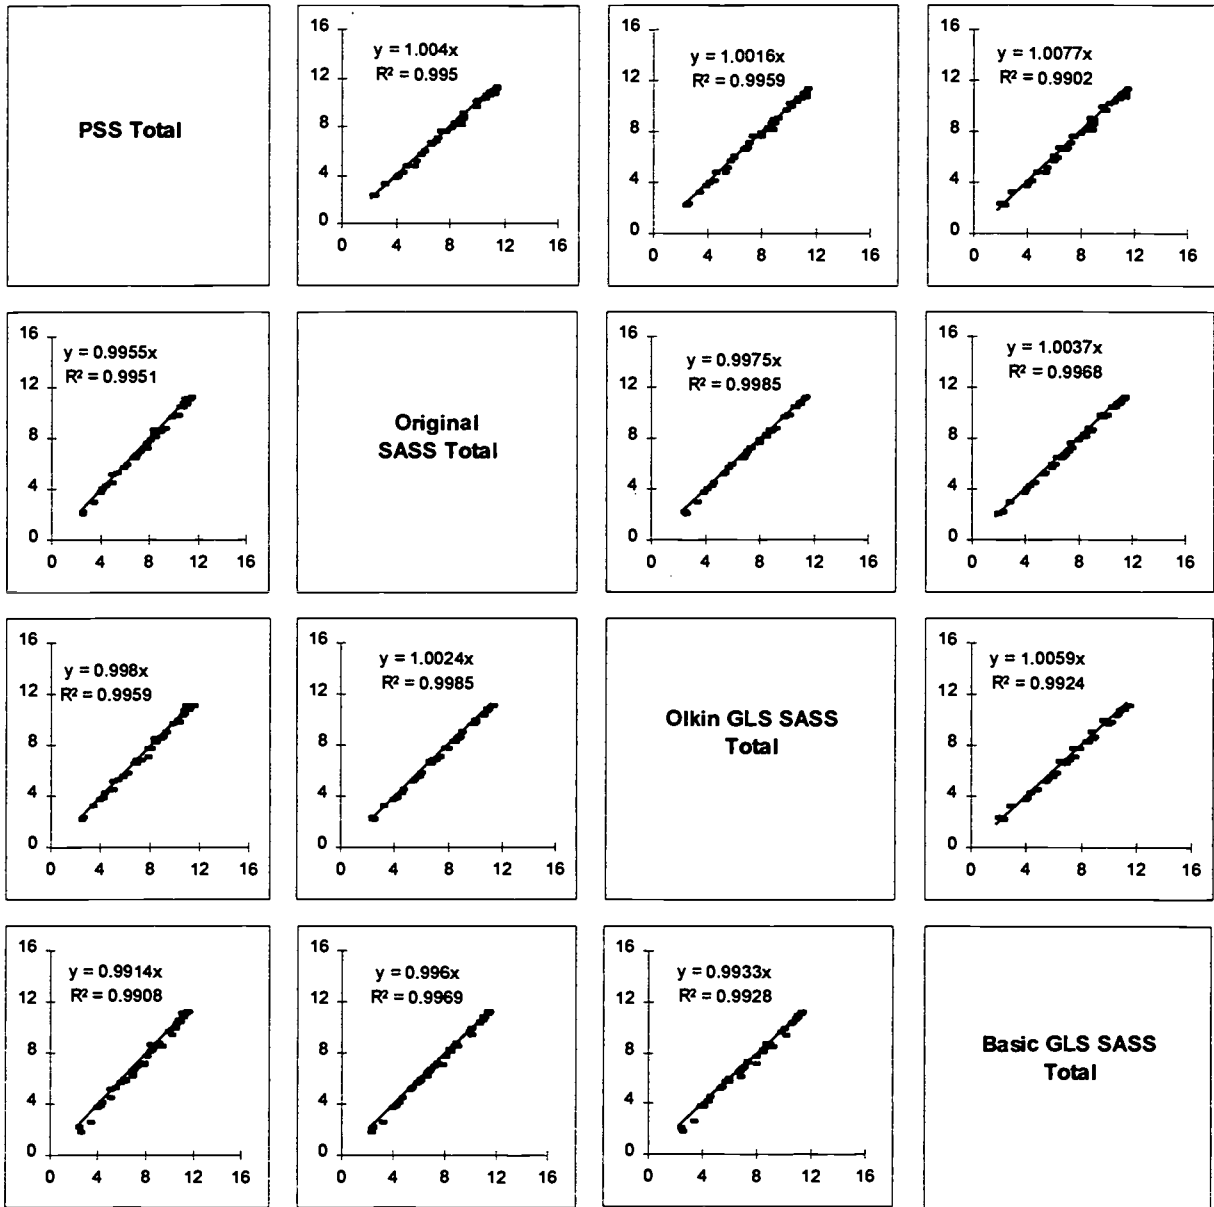 PSS Total
y = 1.004x
R² = 0.995
16
12
8
4
0
0 4 8 12 16
y = 1.0016x
R² = 0.9959
16
12
8
4
0
0 4 8 12 16
y = 1.0077x
R² = 0.9902
16
12
8
4
0
0 4 8 12 16
y = 0.9955x
R² = 0.9951
16
12
8
4
0
0 4 8 12 16
Original
SASS Total
y = 0.9975x
R² = 0.9985
16
12
8
4
0
0 4 8 12 16
y = 1.0037x
R² = 0.9968
16
12
8
4
0
0 4 8 12 16
y = 0.998x
R² = 0.9959
16
12
8
4
0
0 4 8 12 16
y = 1.0024x
R² = 0.9985
16
12
8
4
0
0 4 8 12 16
Olkin GLS SASS
Total
y = 1.0059x
R² = 0.9924
16
12
8
4
0
0 4 8 12 16
y = 0.9914x
R² = 0.9908
16
12
8
4
0
0 4 8 12 16
y = 0.996x
R² = 0.9969
16
12
8
4
0
0 4 8 12 16
y = 0.9933x
R² = 0.9928
16
12
8
4
0
0 4 8 12 16
Basic GLS SASS
Total